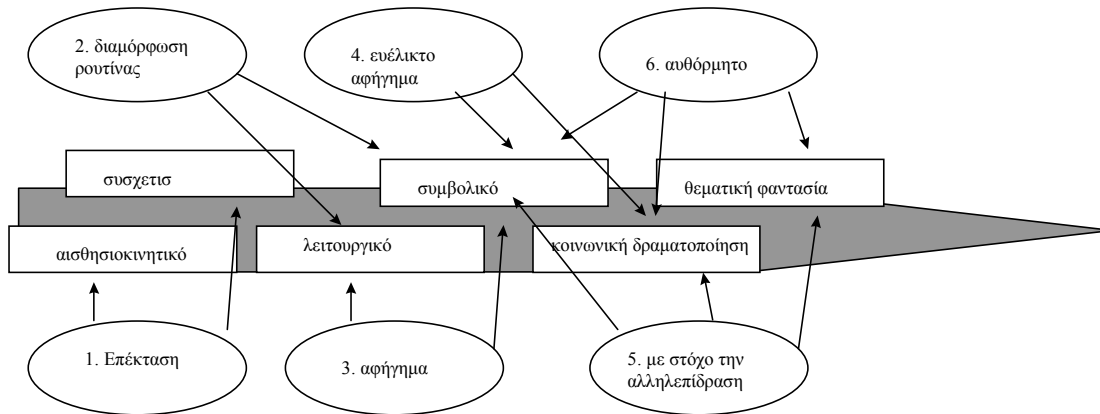 2. διαμόρφωση
ρουτίνας
4. ευέλικτο
αφήγημα
6. αυθόρμητο
συσχετισ
συμβολικό
θεματική φαντασία
αισθησιοκινητικό
λειτουργικό
κοινωνική δραματοποίηση
1. Επέκταση
3. αφήγημα
5. με στόχο την
αλληλεπίδραση